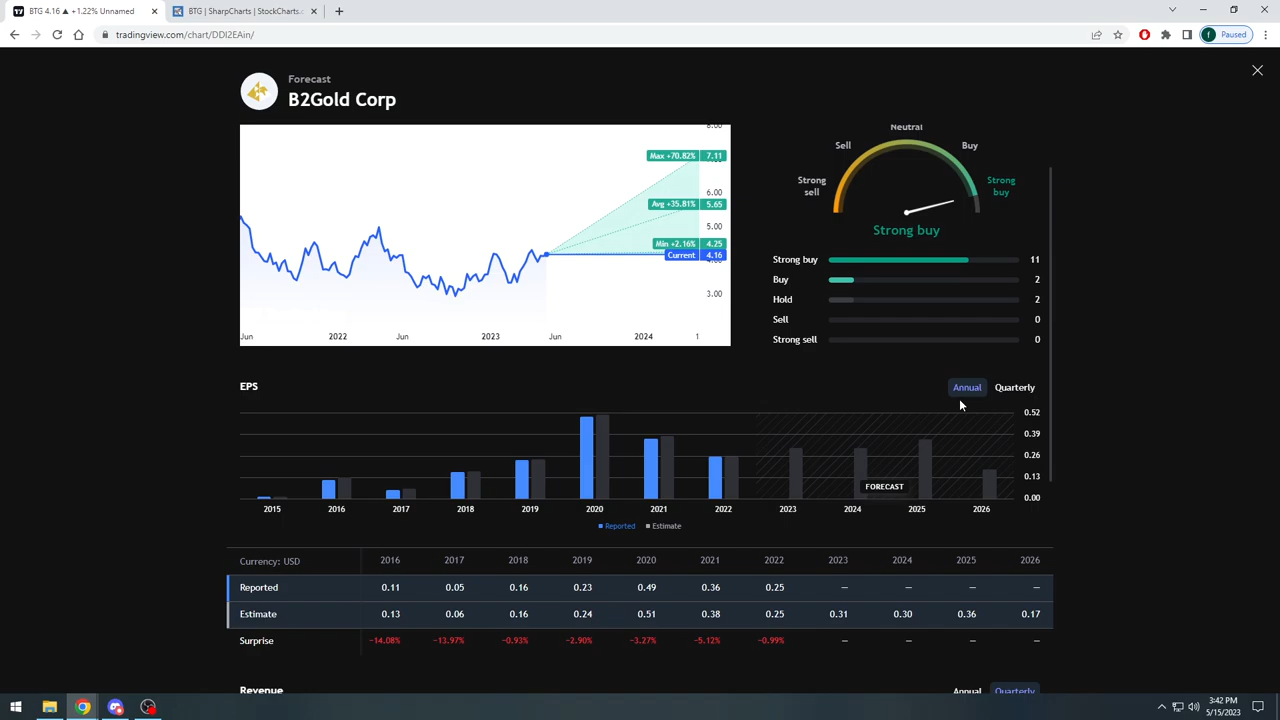 BTG 4.16 ▲ +1.22% Unnamed
BTG | SharpCharts | StockCharts.c
tradingview.com/chart/DDI2EAin/
f
Paused
Forecast
B2Gold Corp
8.00
6.00
5.00
3.00
Max +70.82% 7.11
Avg +35.81% 5.65
Min +2.16% 4.25
Current 4.16
Jun 2022 Jun 2023 Jun 2024 1
Neutral
Sell Buy
Strong sell
Strong buy
Strong buy
Strong buy 11
Buy 2
Hold 2
Sell 0
Strong sell 0
EPS
Annual Quarterly
0.52
0.39
0.26
0.13
0.00
FORECAST
2015 2016 2017 2018 2019 2020 2021 2022 2023 2024 2025 2026
Reported Estimate
Currency: USD 2016 2017 2018 2019 2020 2021 2022 2023 2024 2025 2026
Reported 0.11 0.05 0.16 0.23 0.49 0.36 0.25 — — — —
Estimate 0.13 0.06 0.16 0.24 0.51 0.38 0.25 0.31 0.30 0.36 0.17
Surprise −14.08% −13.97% −0.93% −2.90% −3.27% −5.12% −0.99% — — — —
Revenue Annual Quarterly
3:42 PM
5/15/2023